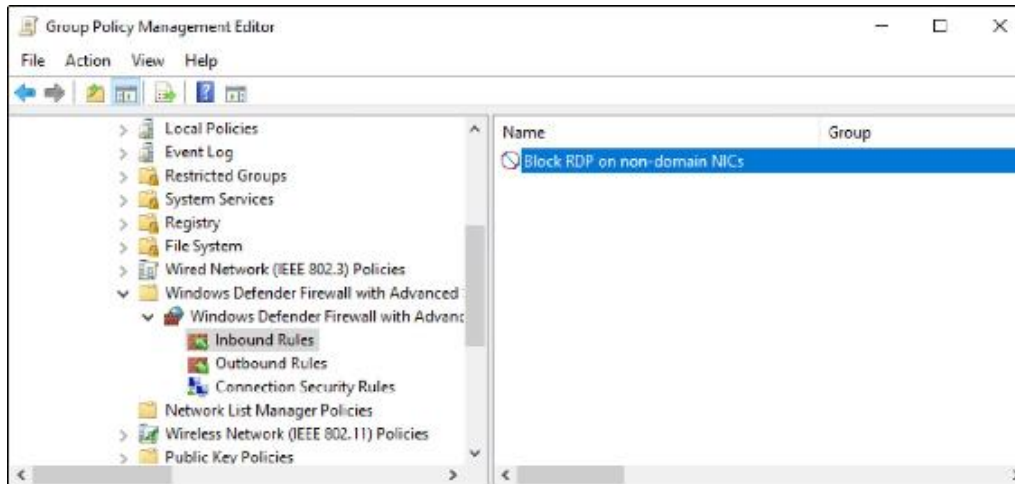 Group Policy Management Editor
File Action View Help
Local Policies
Event Log
Restricted Groups
System Services
Registry
File System
Wired Network (IEEE 802.3) Policies
Windows Defender Firewall with Advanced
Windows Defender Firewall with Advanc
Inbound Rules
Outbound Rules
Connection Security Rules
Network List Manager Policies
Wireless Network (IEEE 802.11) Policies
Public Key Policies
Name Group
Block RDP on non-domain NICs